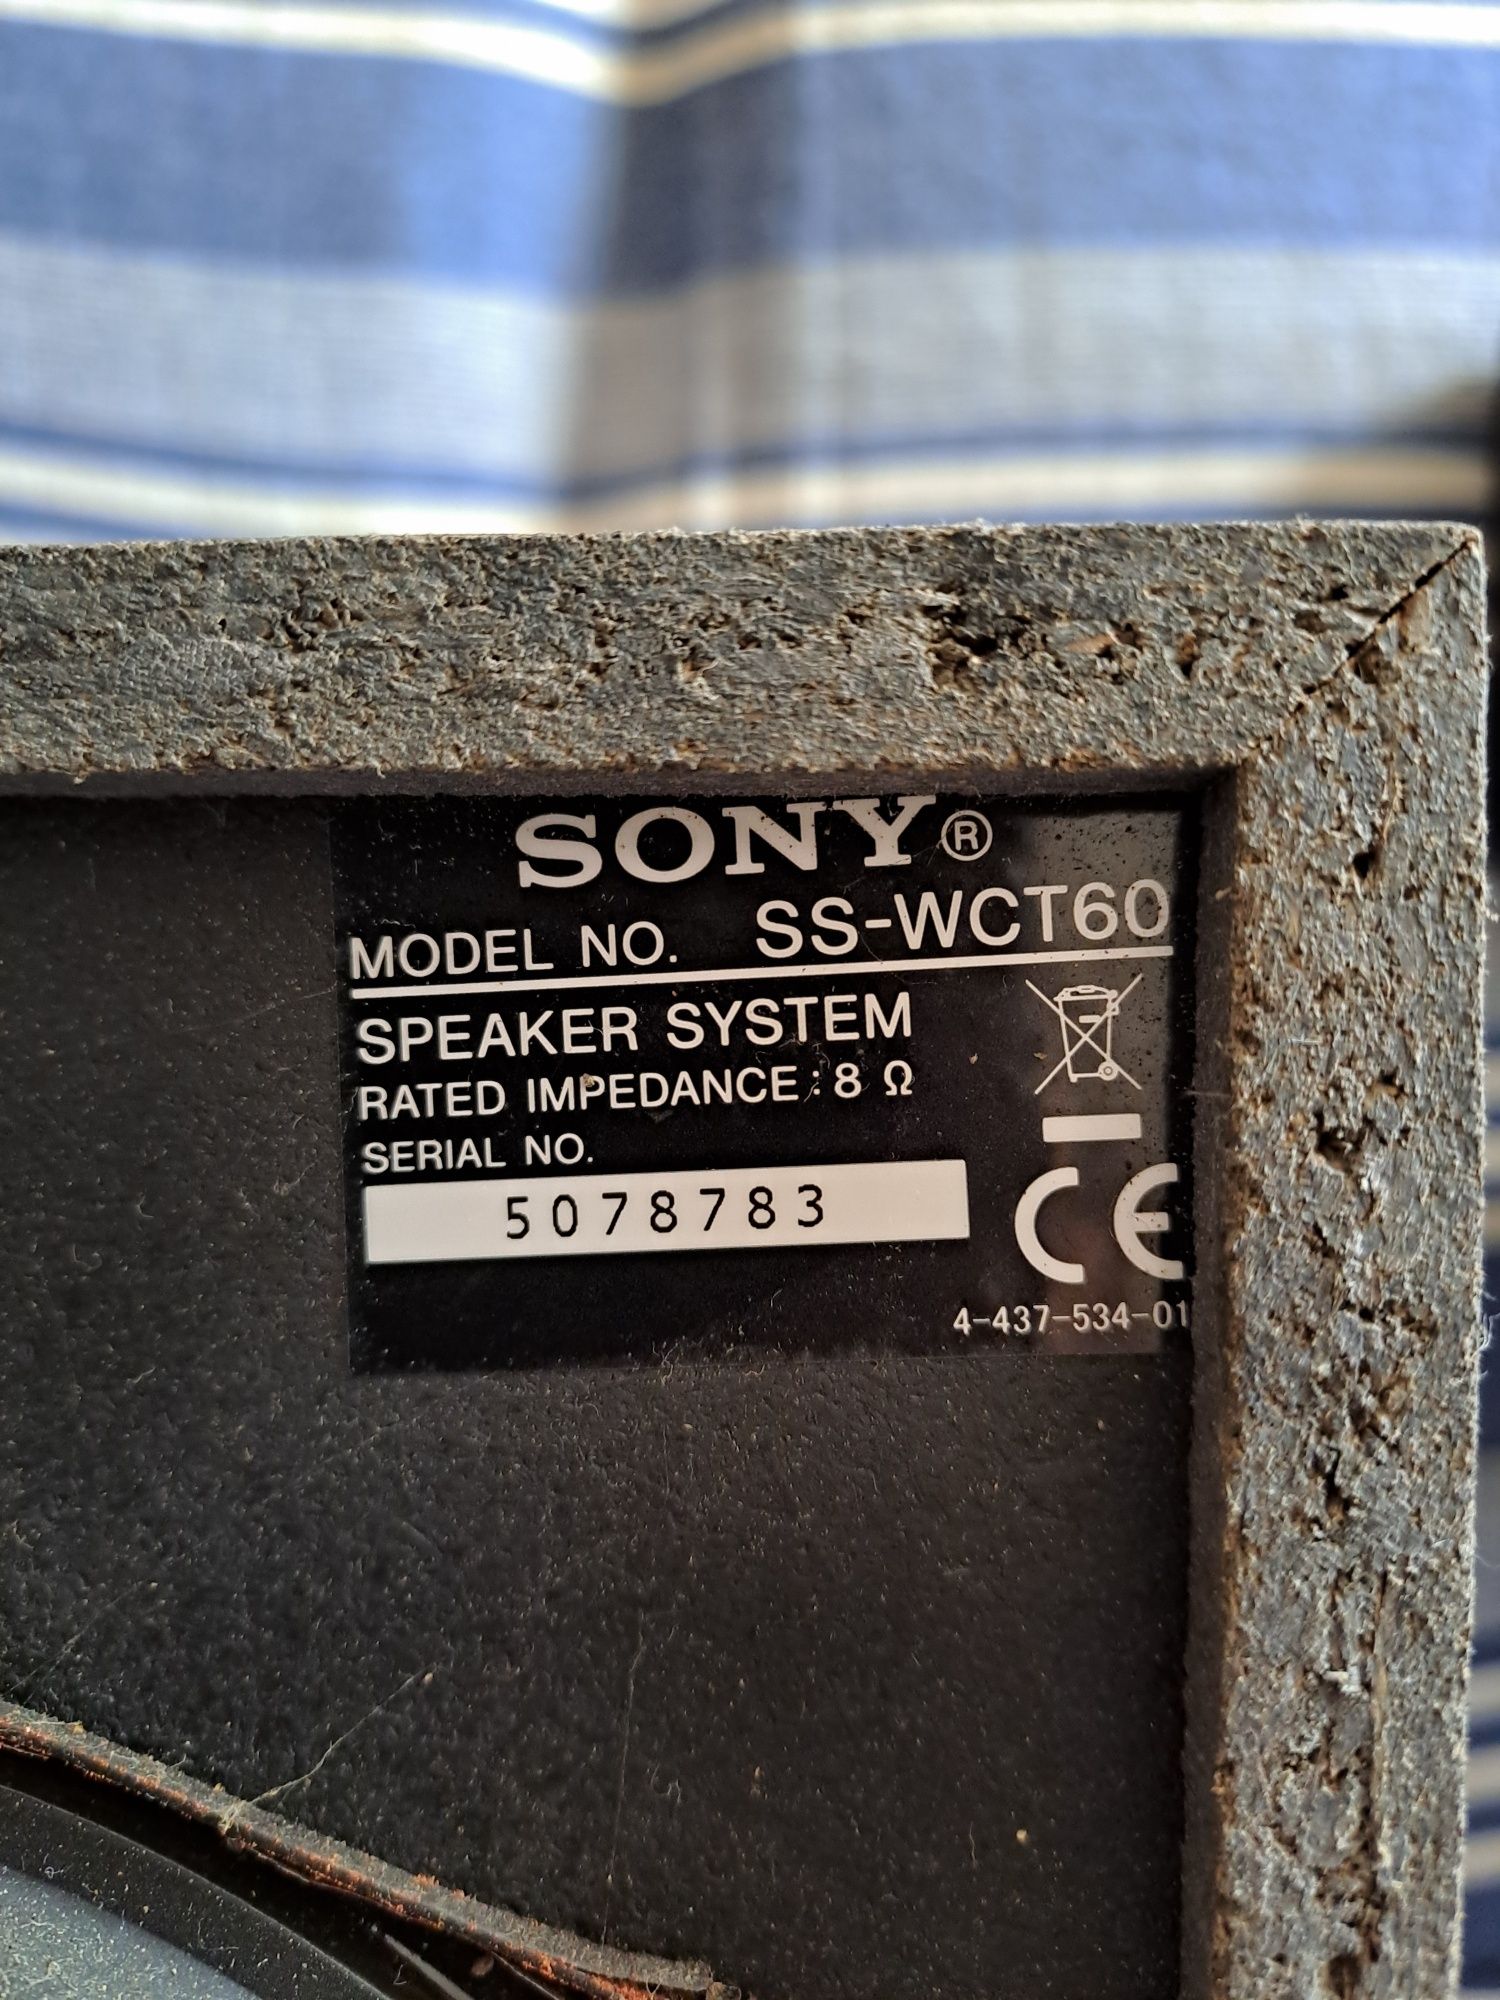 SONY®
MODEL NO. SS-WCT60
SPEAKER SYSTEM
RATED IMPEDANCE : 8 Ω
SERIAL NO.
5078783
CE
4-437-534-01